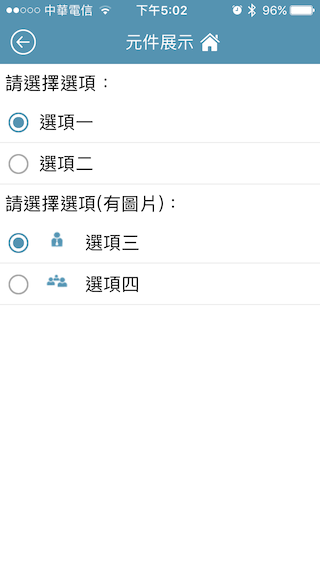 中華電信 下午5:02 96%
元件展示
請選擇選項：
選項一
選項二
請選擇選項(有圖片)：
選項三
選項四